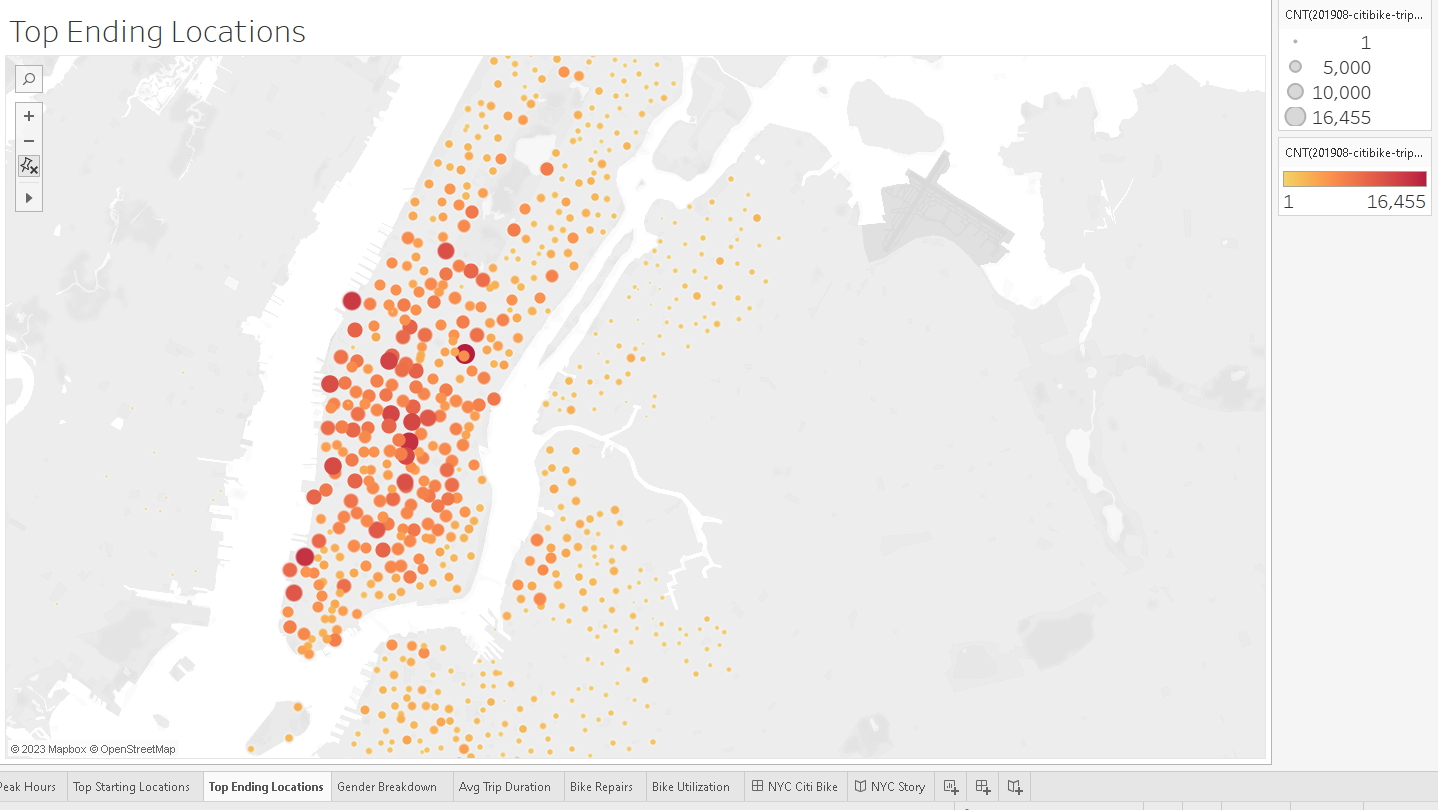 Top Ending Locations
CNT(201908-citibike-trip...
1
5,000
10,000
16,455
CNT(201908-citibike-trip...
1 16,455
© 2023 Mapbox © OpenStreetMap
Peak Hours Top Starting Locations Top Ending Locations Gender Breakdown Avg Trip Duration Bike Repairs Bike Utilization NYC Citi Bike NYC Story